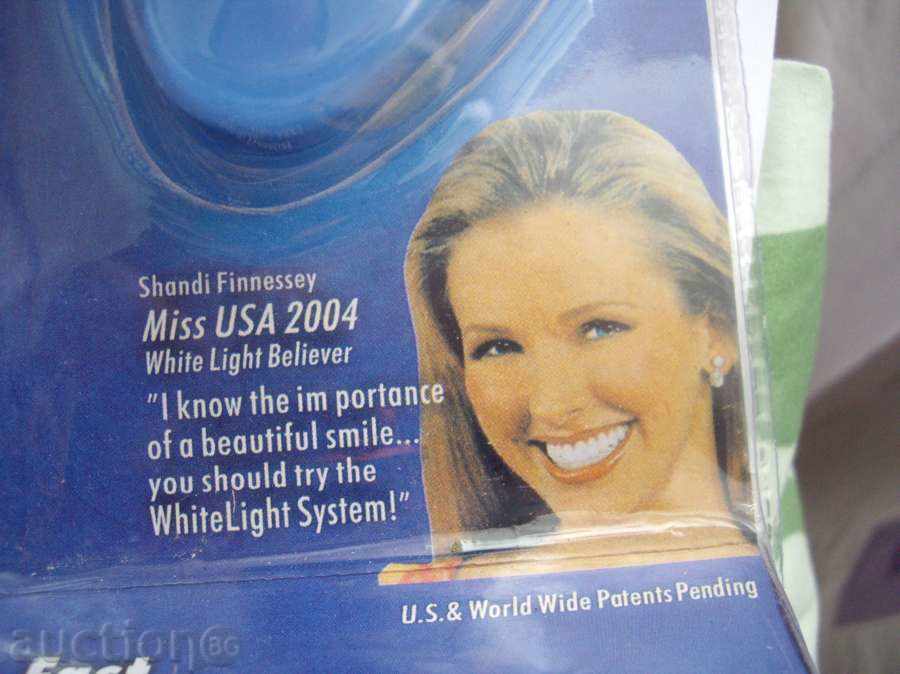 Shandi Finnessey
Miss USA 2004
White Light Believer
"I know the im portance
of a beautiful smile...
you should try the
WhiteLight System!"
U.S.& World Wide Patents Pending
auction BG
Fast